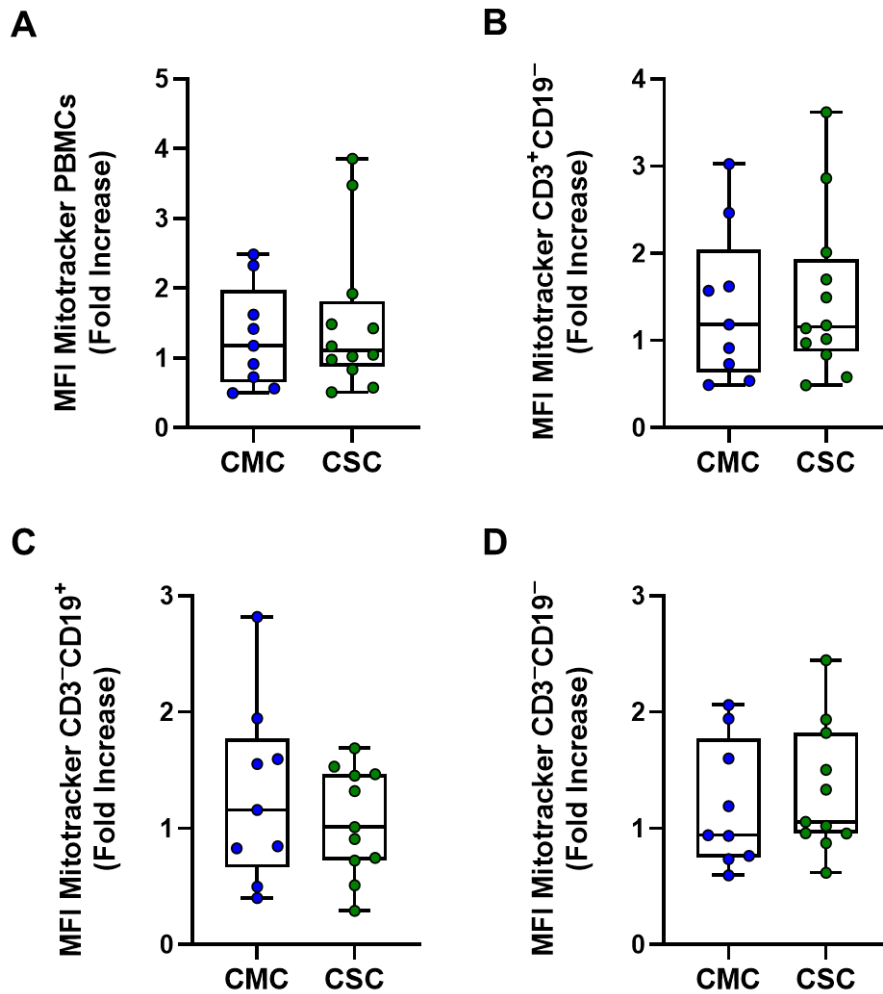 A
MFI Mitotracker PBMCs
(Fold Increase)
5
4
3
2
1
0
CMC CSC
B
MFI Mitotracker CD3⁺CD19⁻
(Fold Increase)
4
3
2
1
0
CMC CSC
C
MFI Mitotracker CD3⁻CD19⁺
(Fold Increase)
3
2
1
0
CMC CSC
D
MFI Mitotracker CD3⁻CD19⁻
(Fold Increase)
3
2
1
0
CMC CSC